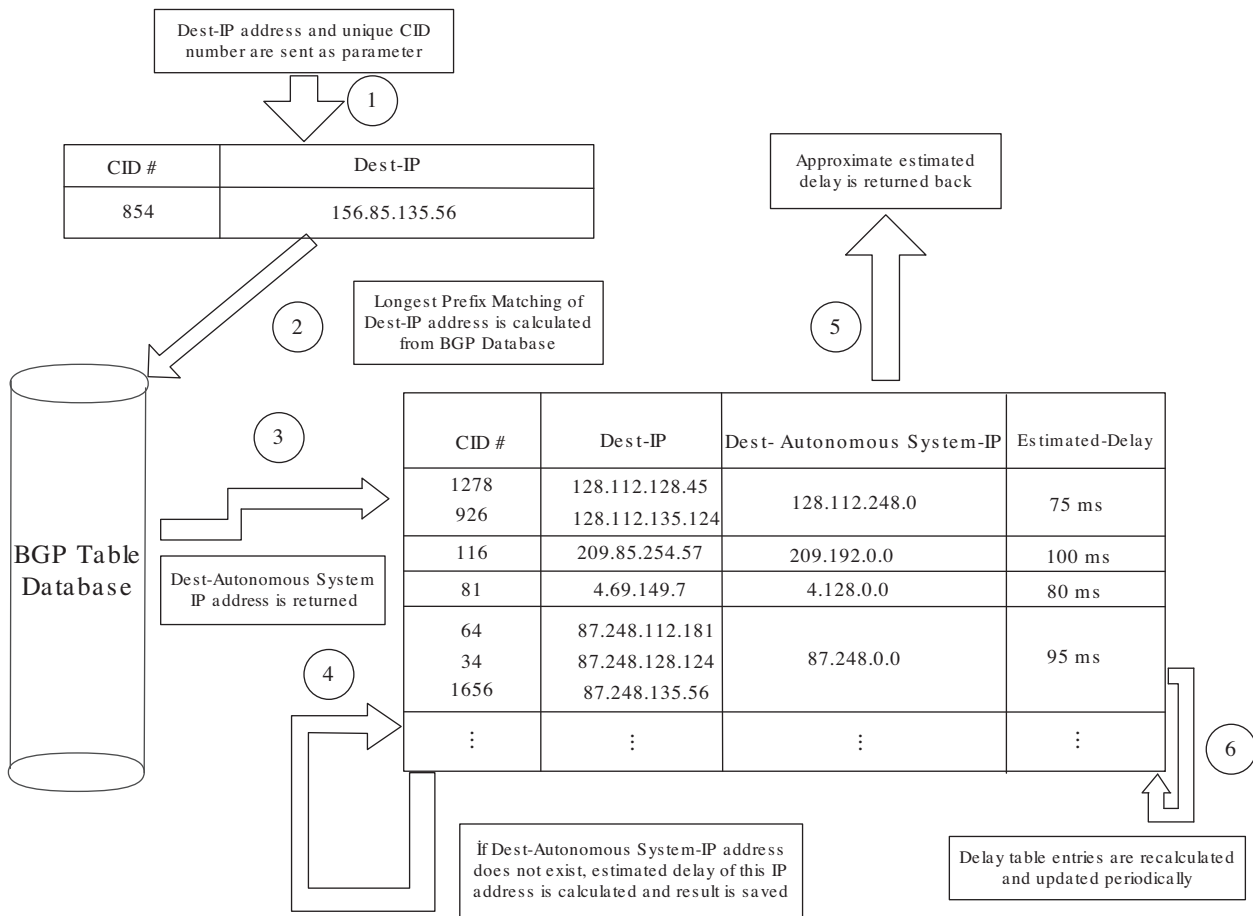 Dest-IP address and unique CID
number are sent as parameter
1
CID # Dest-IP
854 156.85.135.56
Approximate estimated
delay is returned back
2
Longest Prefix Matching of
Dest-IP address is calculated
from BGP Database
5
3
BGP Table
Database
Dest-Autonomous System
IP address is returned
CID # Dest-IP Dest- Autonomous System-IP Estimated-Delay
1278 128.112.128.45 128.112.248.0 75 ms
926 128.112.135.124
116 209.85.254.57 209.192.0.0 100 ms
81 4.69.149.7 4.128.0.0 80 ms
64 87.248.112.181
34 87.248.128.124 87.248.0.0 95 ms
1656 87.248.135.56
⋮ ⋮ ⋮ ⋮
4
6
İf Dest-Autonomous System-IP address
does not exist, estimated delay of this IP
address is calculated and result is saved
Delay table entries are recalculated
and updated periodically